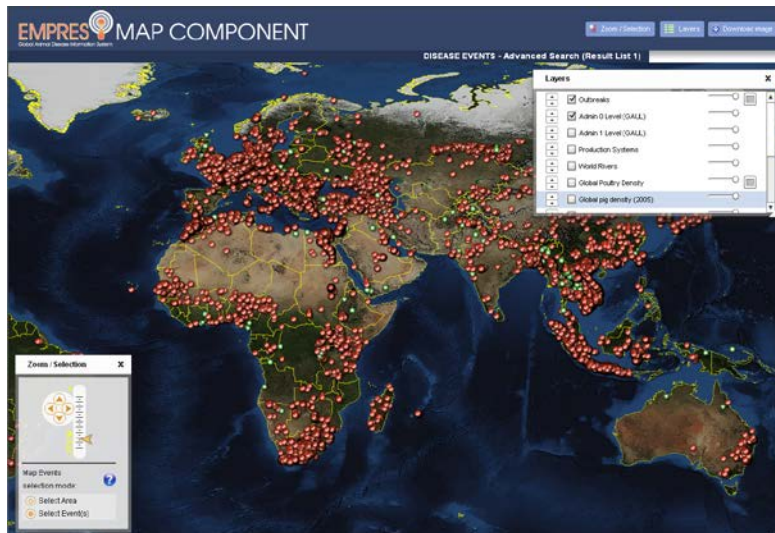 EMPRES MAP COMPONENT
Global Animal Disease Information System
Zoom / Selection
Layers
Download image
DISEASE EVENTS - Advanced Search (Result List 1)
Layers x
Outbreaks
Admin 0 Level (GAUL)
Admin 1 Level (GAUL)
Production Systems
World Rivers
Global Poultry Density
Global pig density (2005)
Zoom / Selection x
Map Events
selection mode:
?
Select Area
Select Event(s)